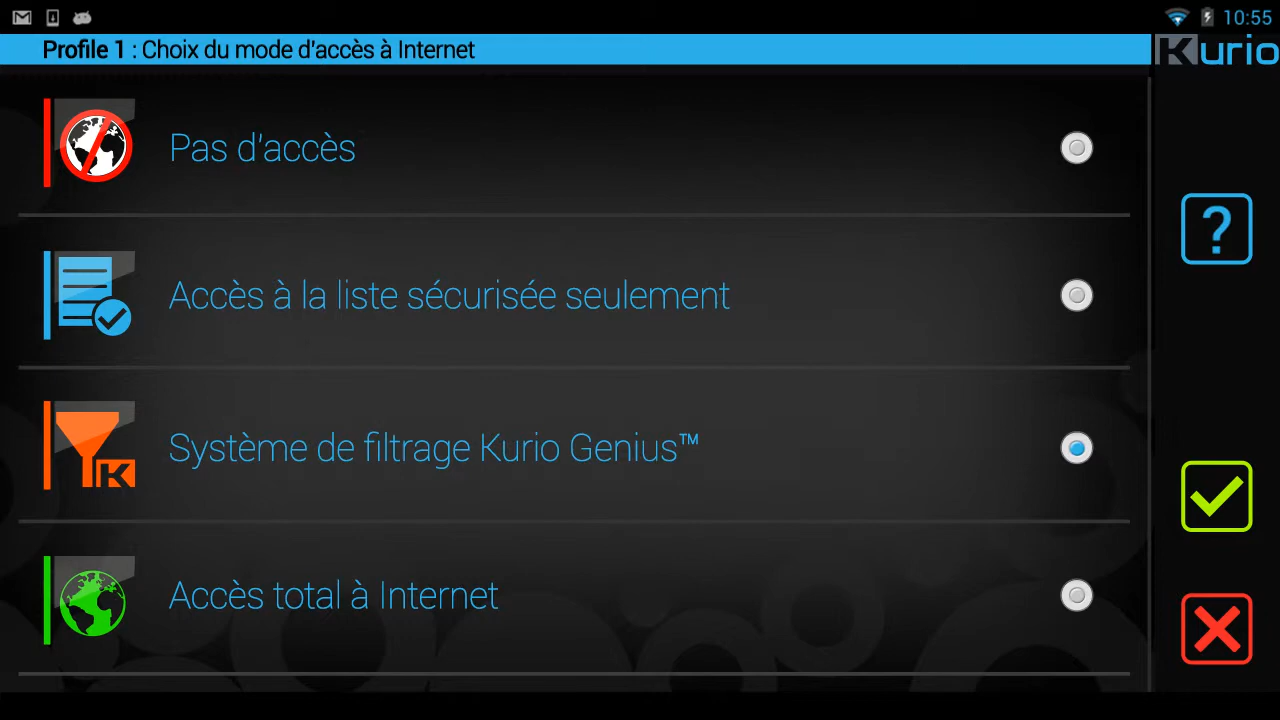 10:55
Profile 1 : Choix du mode d'accès à Internet
Kurio
Pas d'accès
?
Accès à la liste sécurisée seulement
Système de filtrage Kurio Genius™
K
Accès total à Internet